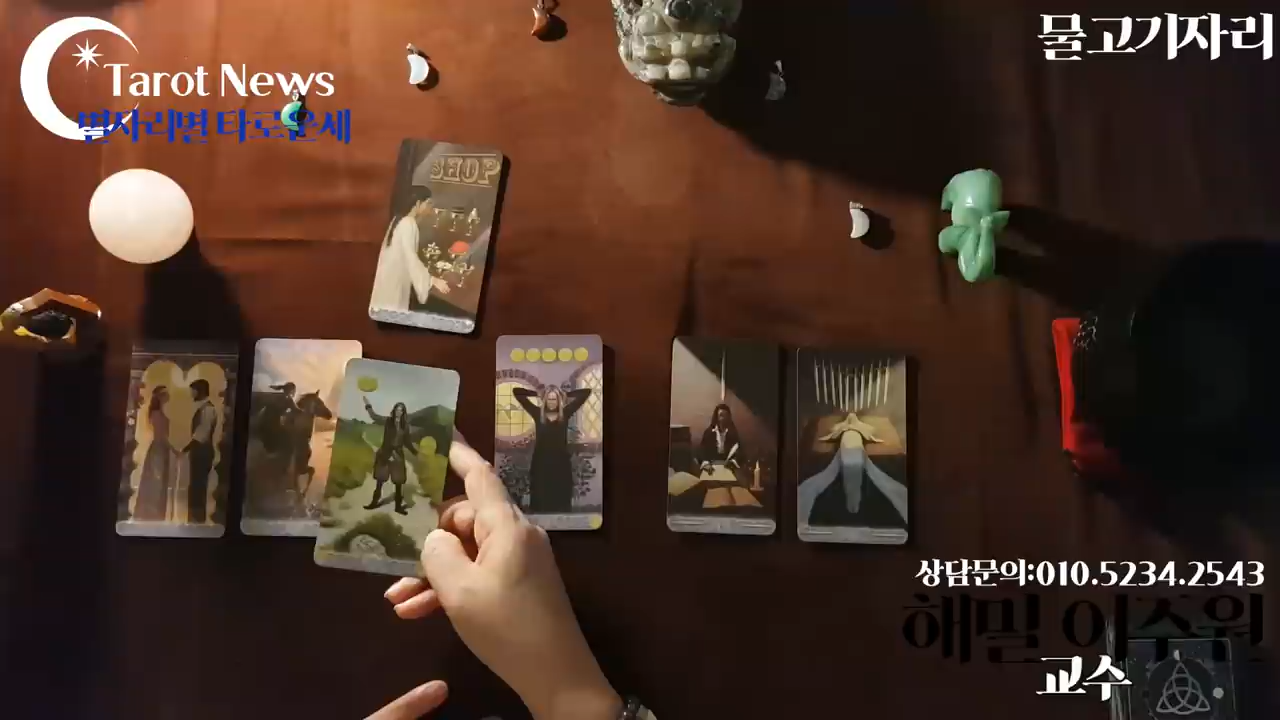 Tarot News
별자리별 타로운세
물고기자리
SHOP
상담문의:010.5234.2543
해밀 이주원
교수